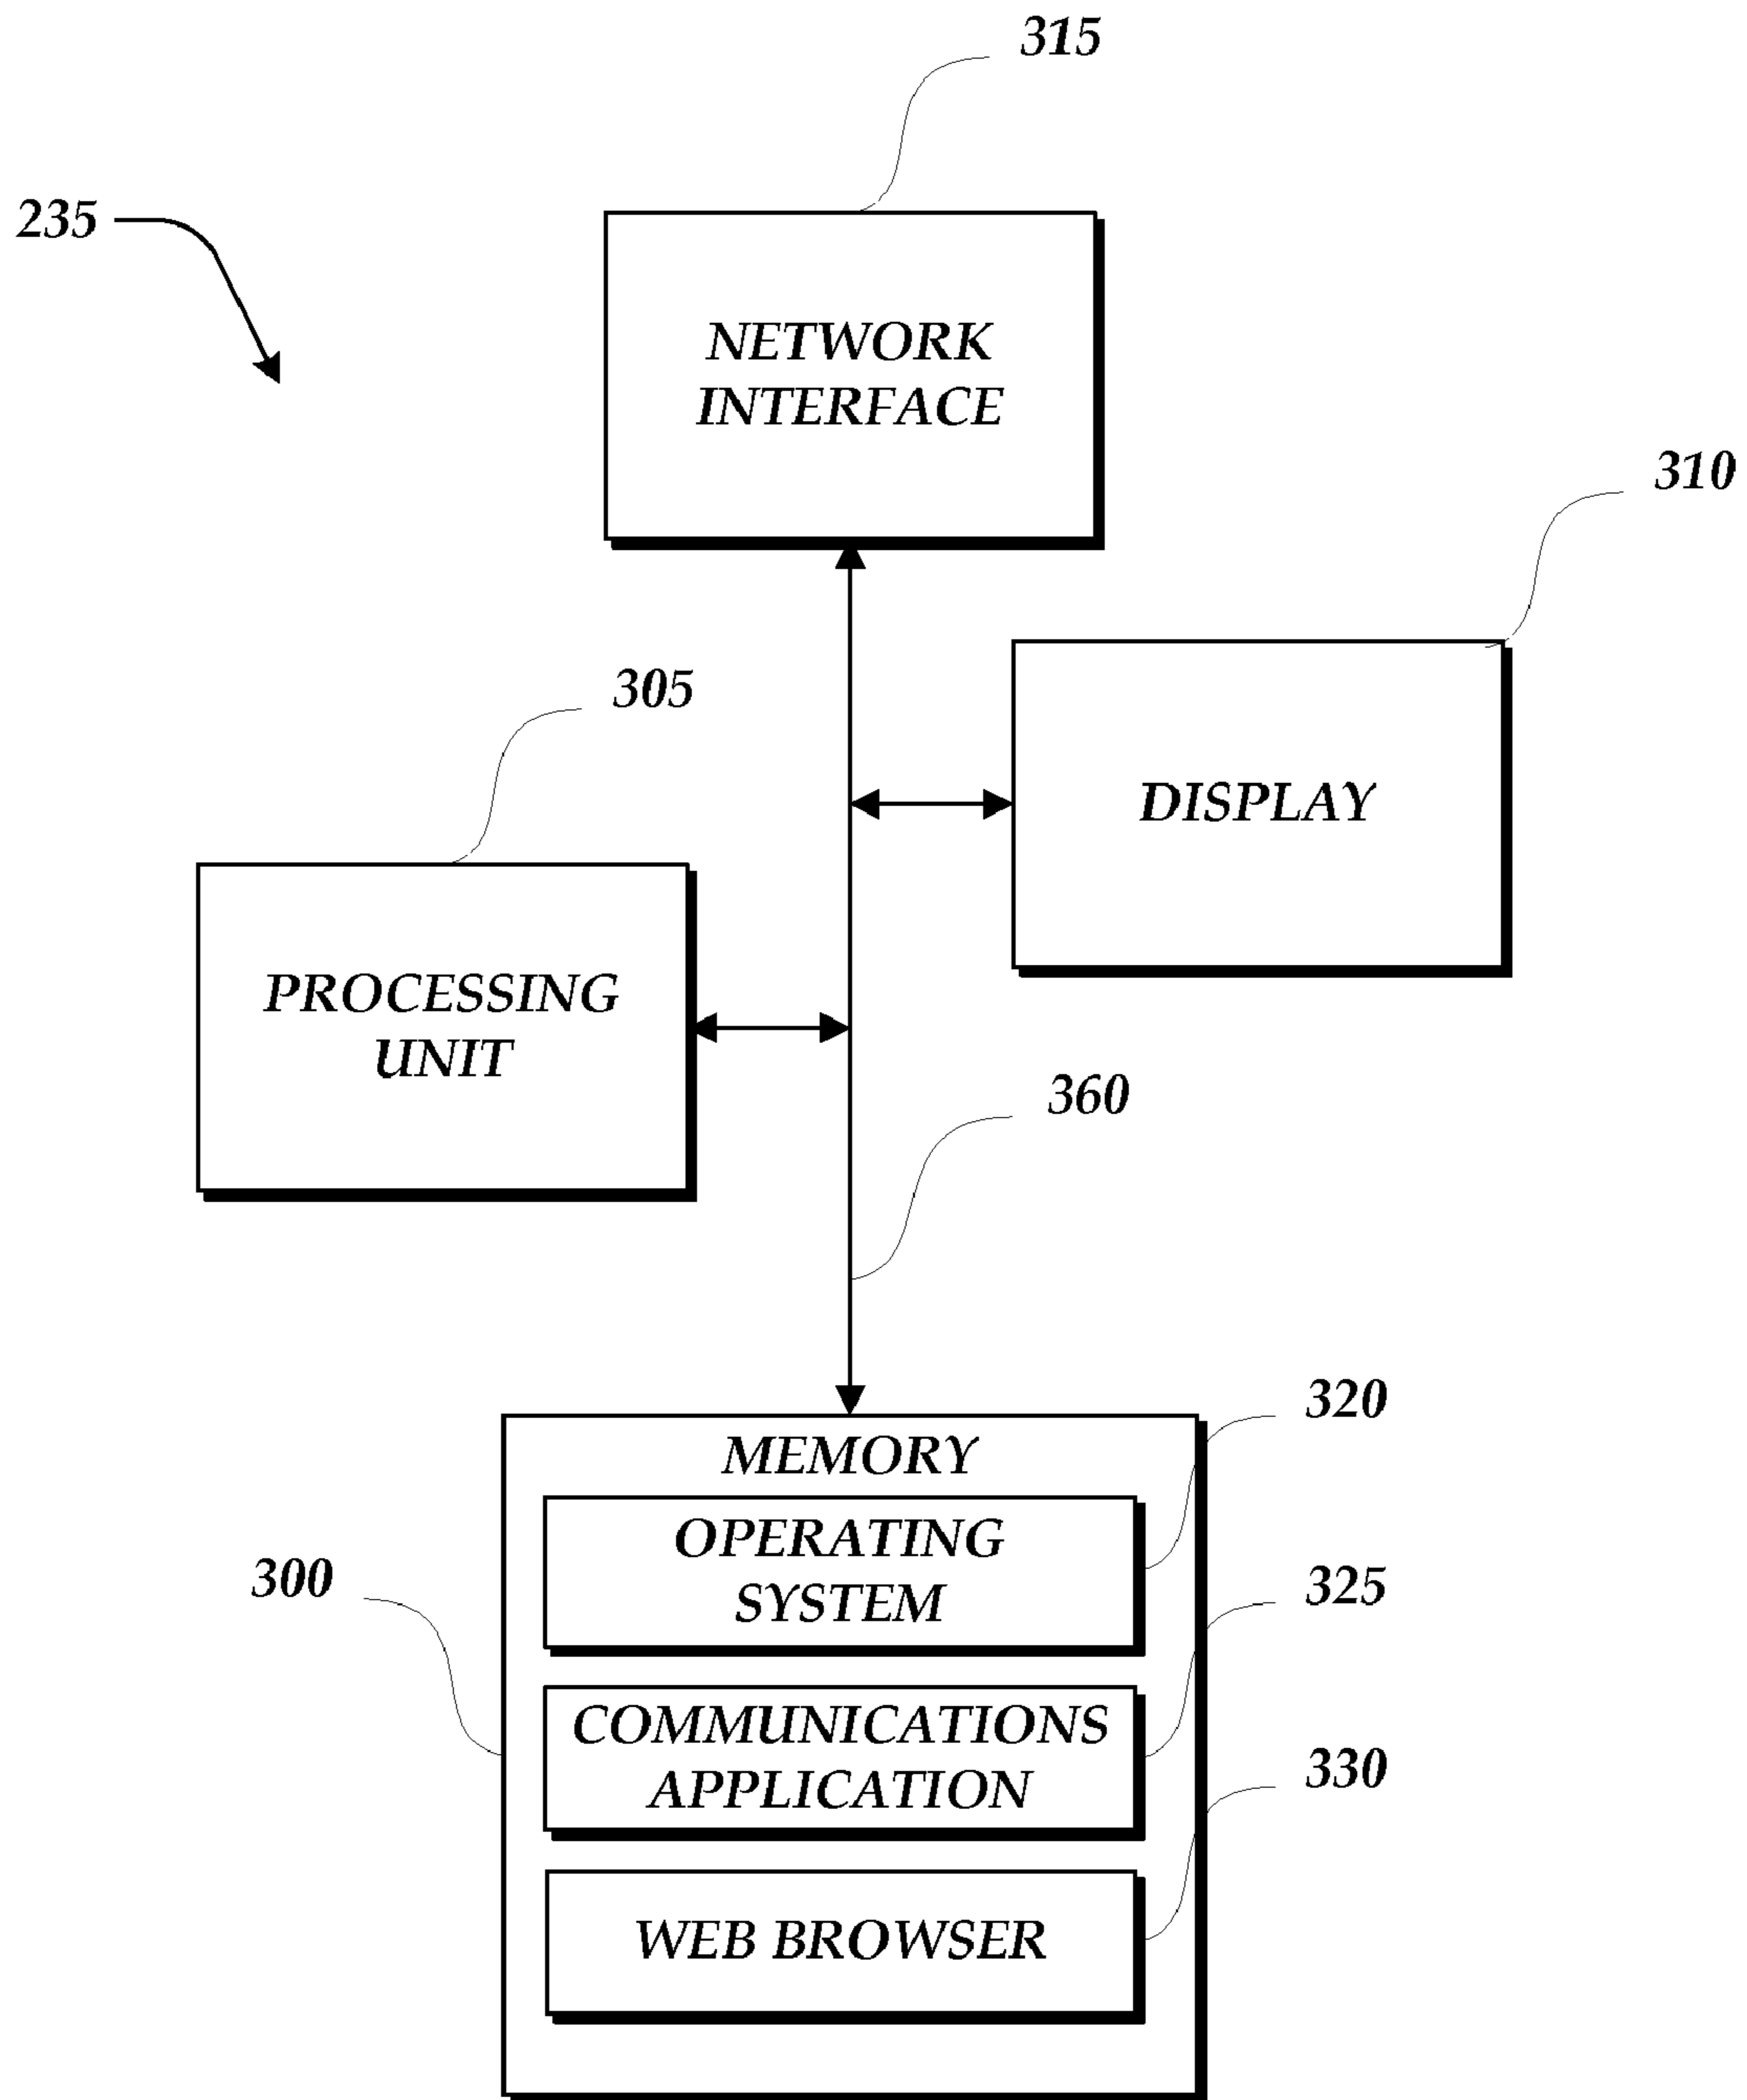 315
235
NETWORK
INTERFACE
310
305
DISPLAY
PROCESSING
UNIT
360
320
MEMORY
OPERATING
SYSTEM
300
325
COMMUNICATIONS
APPLICATION
330
WEB BROWSER